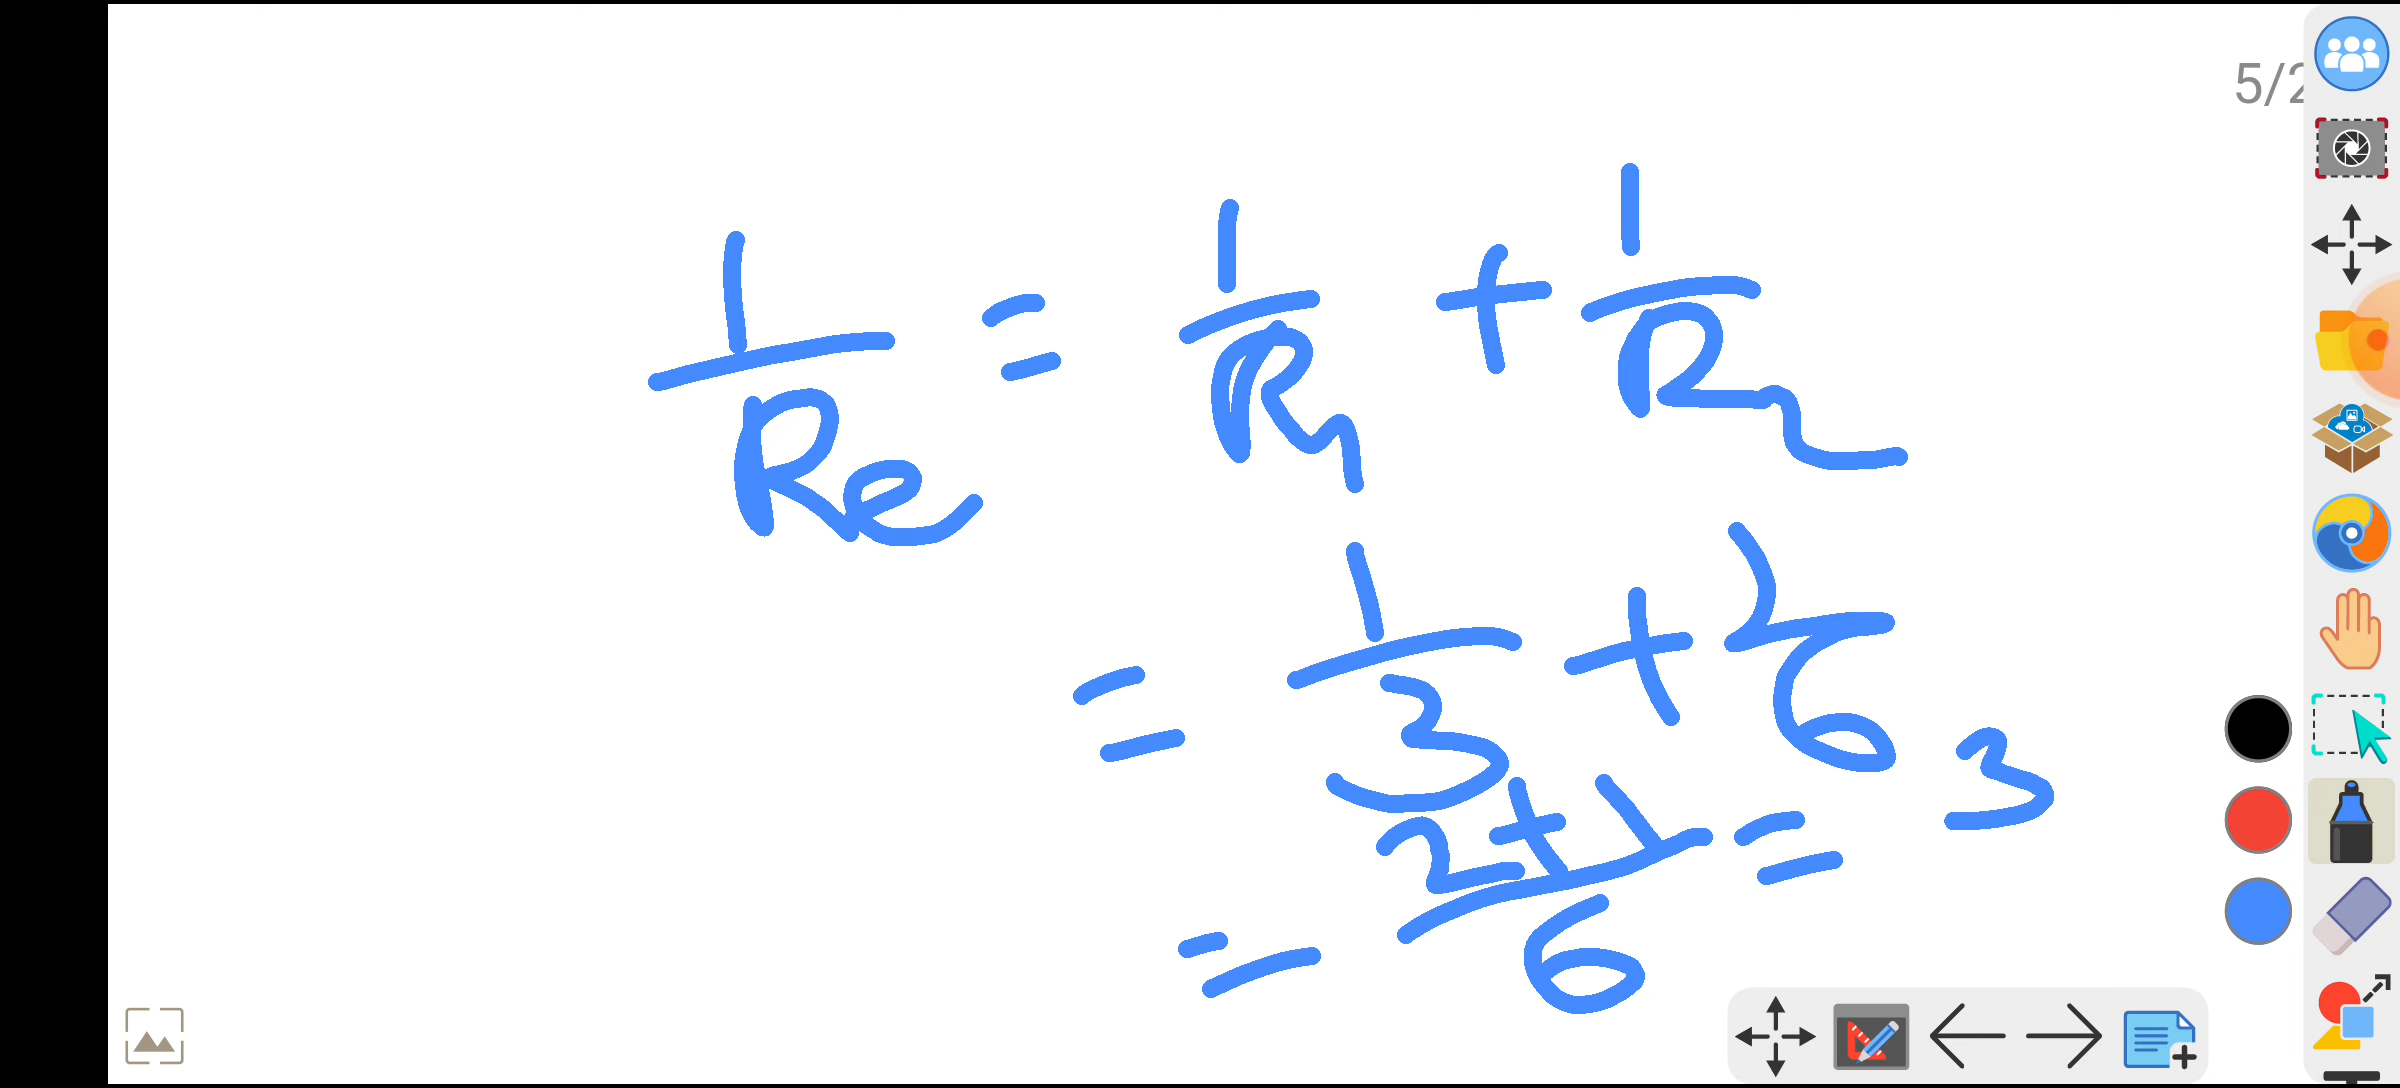 5/2
1/Re = 1/R1 + 1/R2
= 1/3 + 1/6
= 2+1/6 = 3